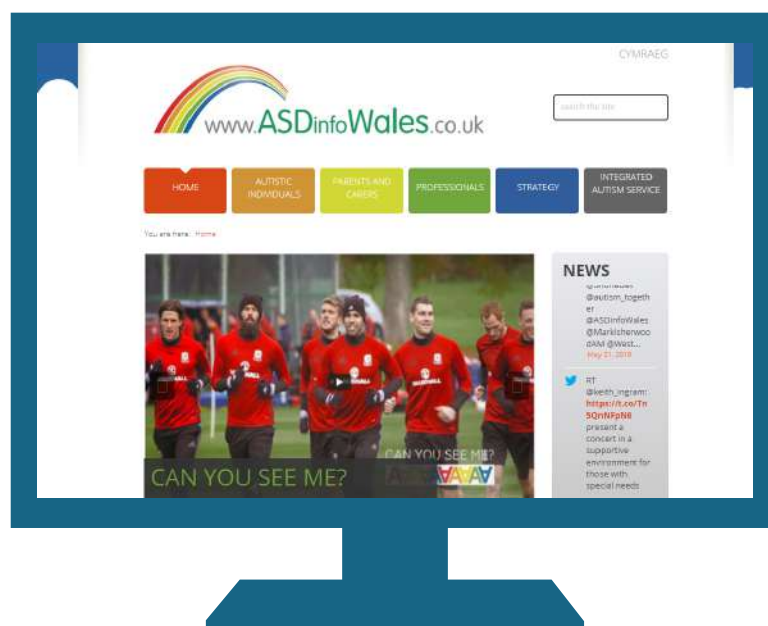 CYMRAEG
www.ASDinfoWales.co.uk
search the site
HOME
AUTISTIC
INDIVIDUALS
PARENTS AND
CARERS
PROFESSIONALS
STRATEGY
INTEGRATED
AUTISM SERVICE
You are here: Home
CAN YOU SEE ME?
CAN YOU SEE ME?
NEWS
@autism_togeth
er
@ASDinfoWales
@MarkIsherwoo
dAM @West...
May 21, 2018
RT
@keith_ingram:
https://t.co/Tn
5QnNFpN6
present a
concert in a
supportive
environment for
those with
special needs